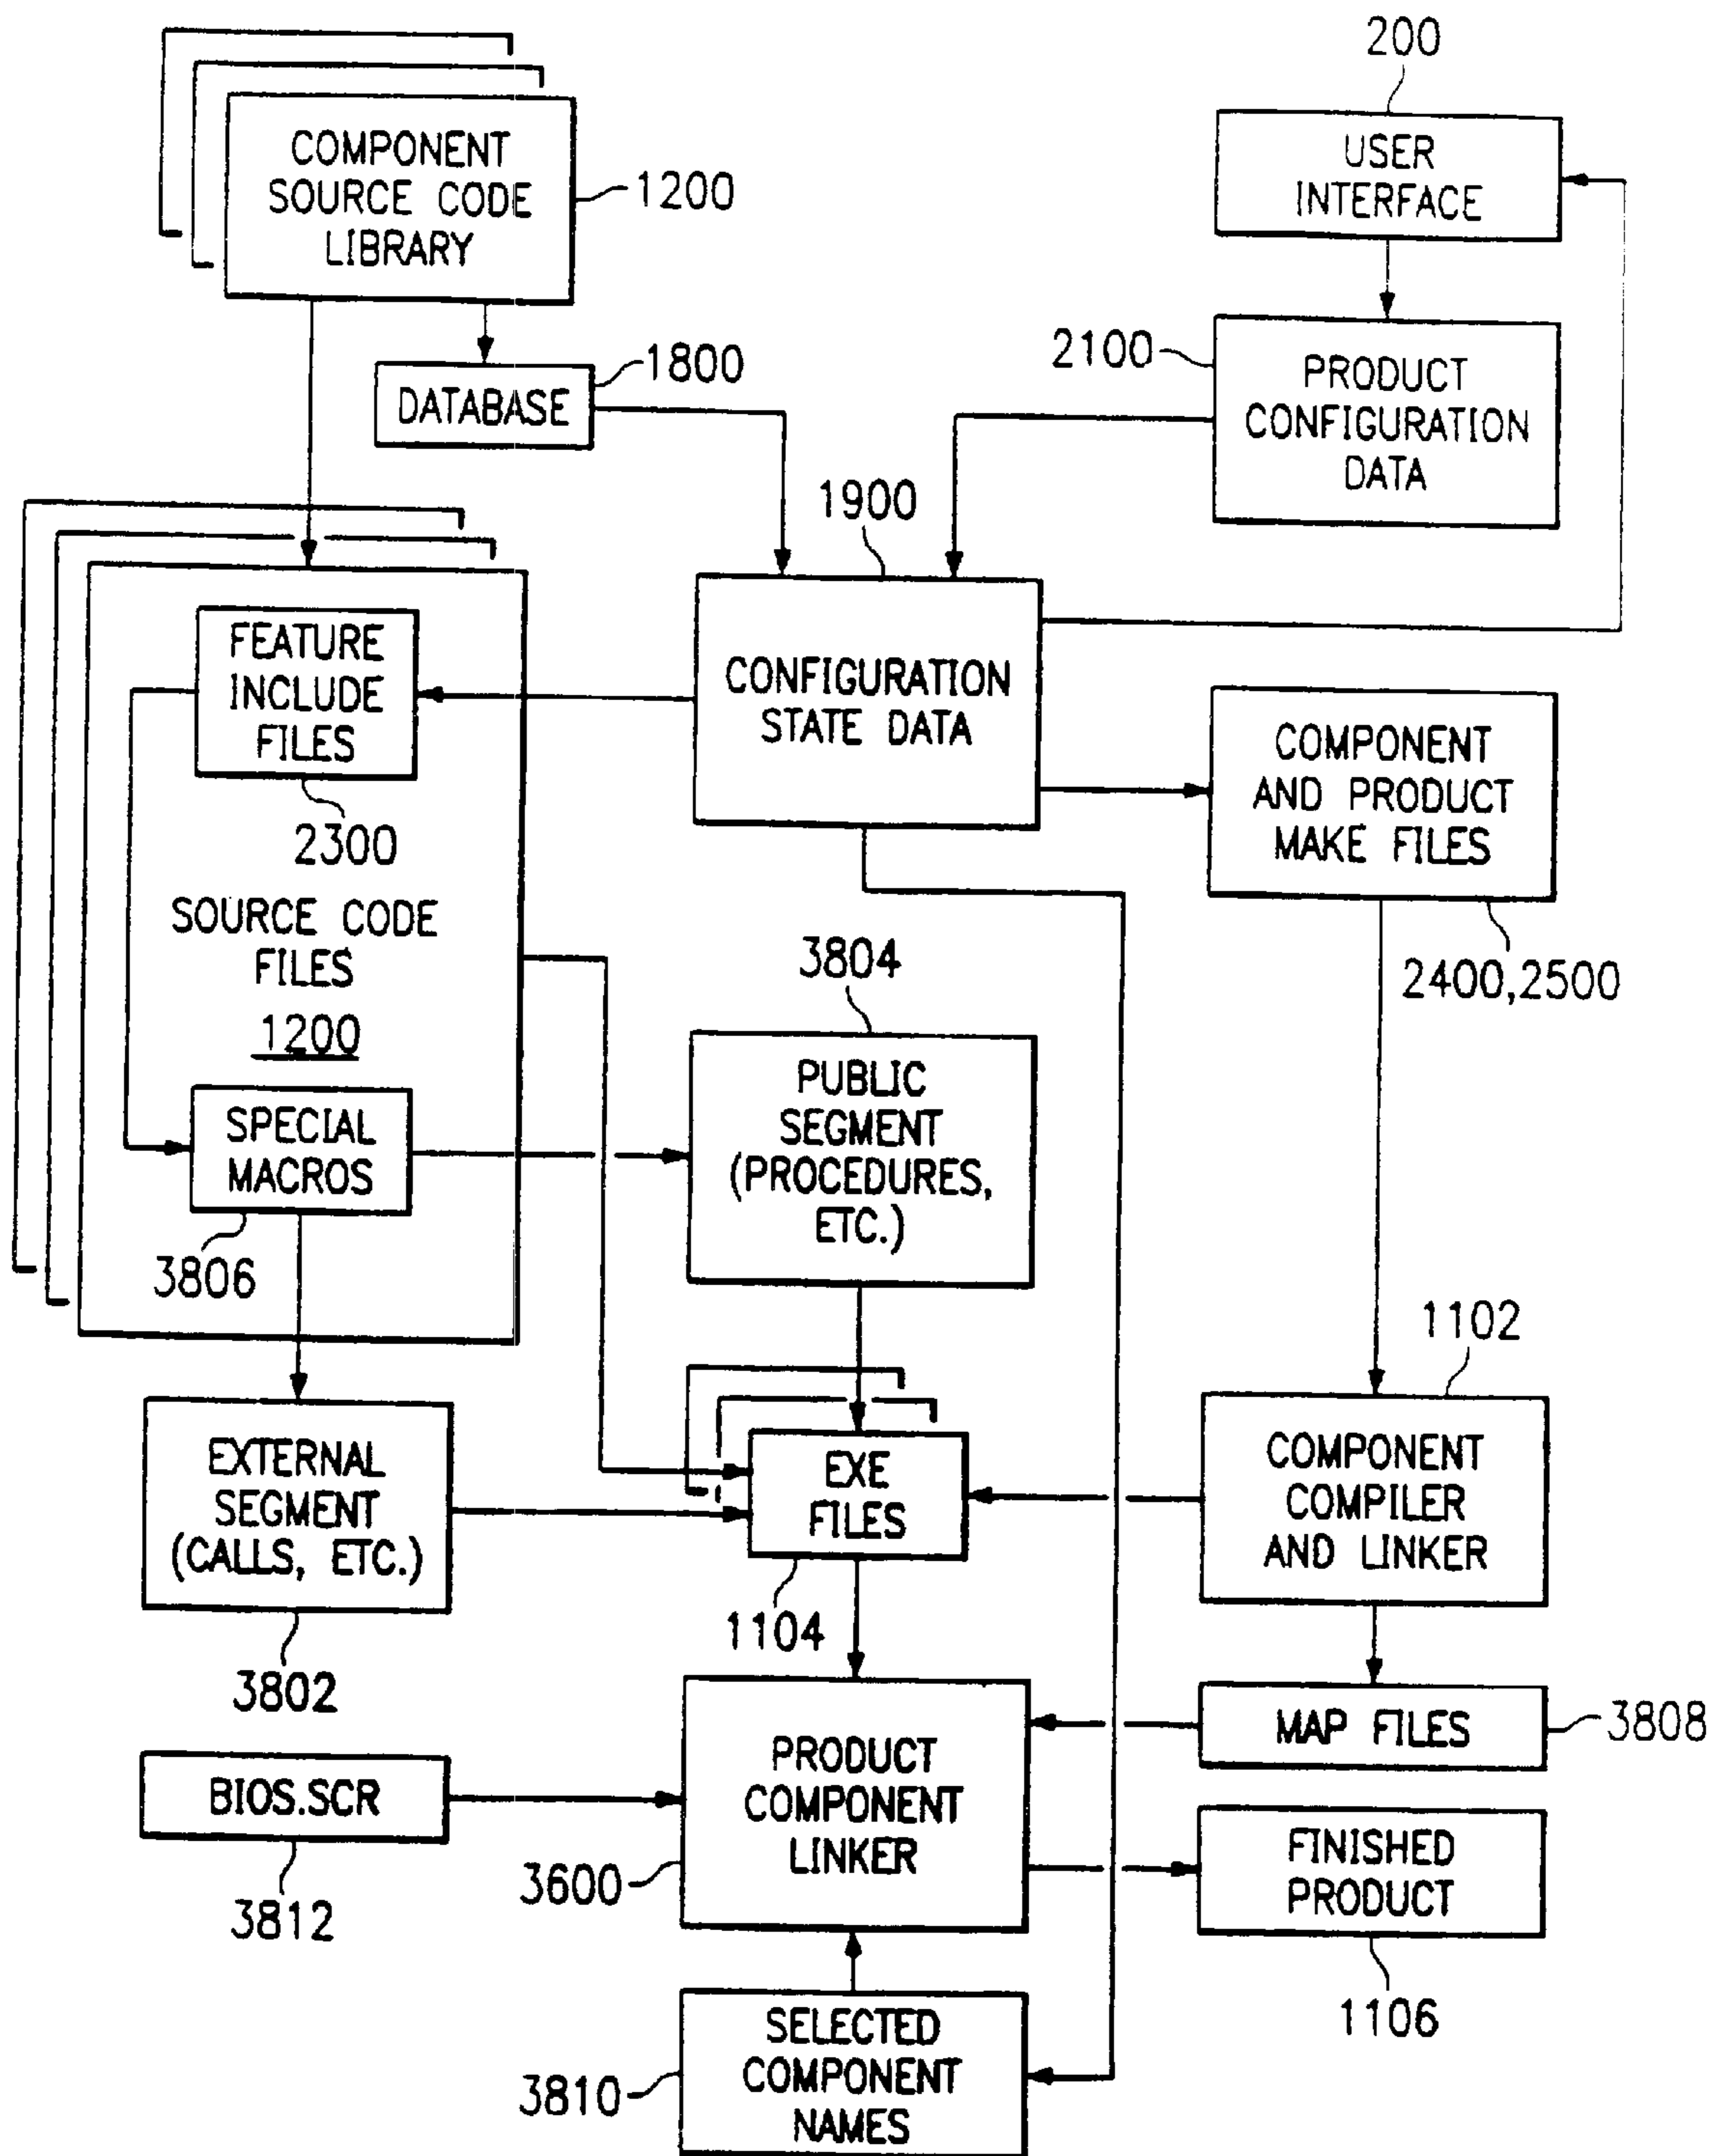 200
COMPONENT
SOURCE CODE
LIBRARY
1200
USER
INTERFACE
DATABASE
1800
2100
PRODUCT
CONFIGURATION
DATA
1900
FEATURE
INCLUDE
FILES
2300
CONFIGURATION
STATE DATA
COMPONENT
AND PRODUCT
MAKE FILES
2400,2500
SOURCE CODE
FILES
1200
3804
SPECIAL
MACROS
3806
PUBLIC
SEGMENT
(PROCEDURES,
ETC.)
1102
EXTERNAL
SEGMENT
(CALLS, ETC.)
3802
EXE
FILES
1104
COMPONENT
COMPILER
AND LINKER
MAP FILES
3808
BIOS.SCR
3812
PRODUCT
COMPONENT
LINKER
3600
FINISHED
PRODUCT
1106
SELECTED
COMPONENT
NAMES
3810